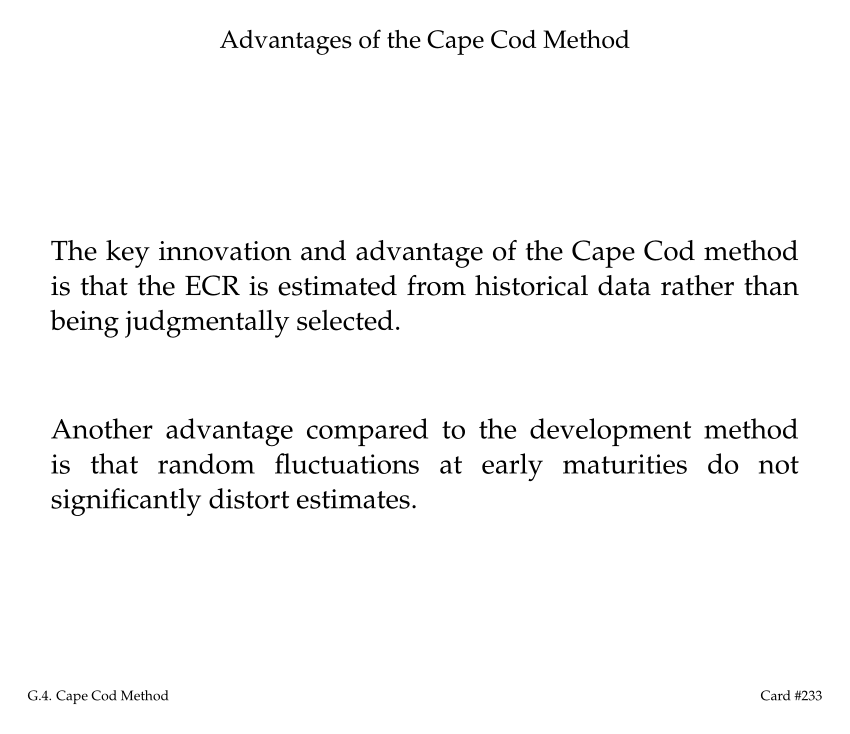 Advantages of the Cape Cod Method
The key innovation and advantage of the Cape Cod method
is that the ECR is estimated from historical data rather than
being judgmentally selected.
Another advantage compared to the development method
is that random fluctuations at early maturities do not
significantly distort estimates.
G.4. Cape Cod Method
Card #233